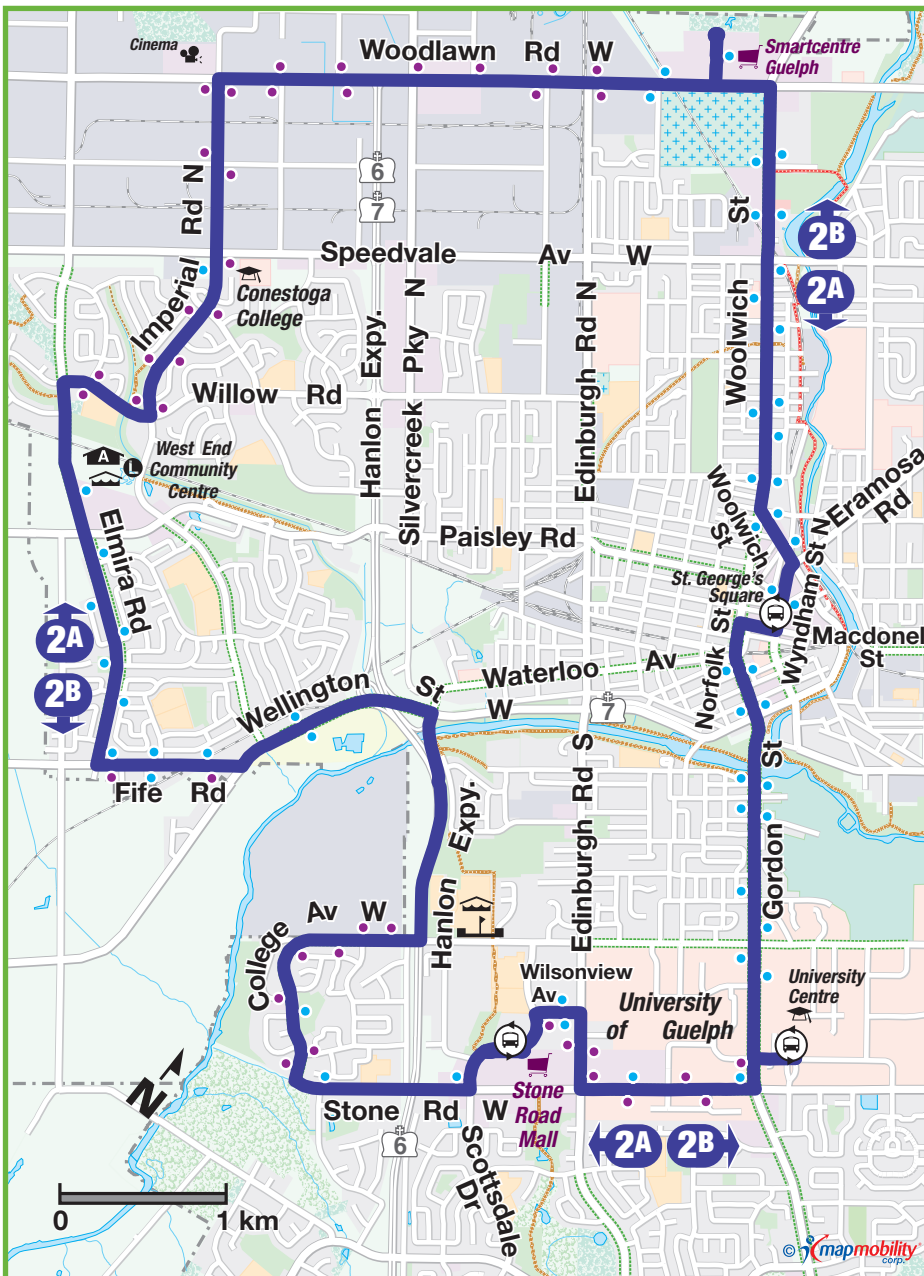 Cinema
Woodlawn Rd W
Smartcentre
Guelph
6
7
Imperial Rd N
Woolwich St
2B
2A
Speedvale Av W
Conestoga
College
Hanlon Expy.
Silvercreek Pky N
Edinburgh Rd N
Willow Rd
A
L
West End
Community
Centre
Elmira Rd
Paisley Rd
Woolwich
St
Eramosa
Rd
St. George's
Square
Wyndham St N
Norfolk St
Macdonel
St
2A
2B
Waterloo Av
Wellington St W
7
Fife Rd
Hanlon Expy.
Edinburgh Rd S
Gordon St
College Av W
Wilsonview
Av
University
of Guelph
University
Centre
N
Stone Rd W
Stone
Road
Mall
6
Scottsdale
Dr
2A 2B
0 1 km
© mapmobility
corp.